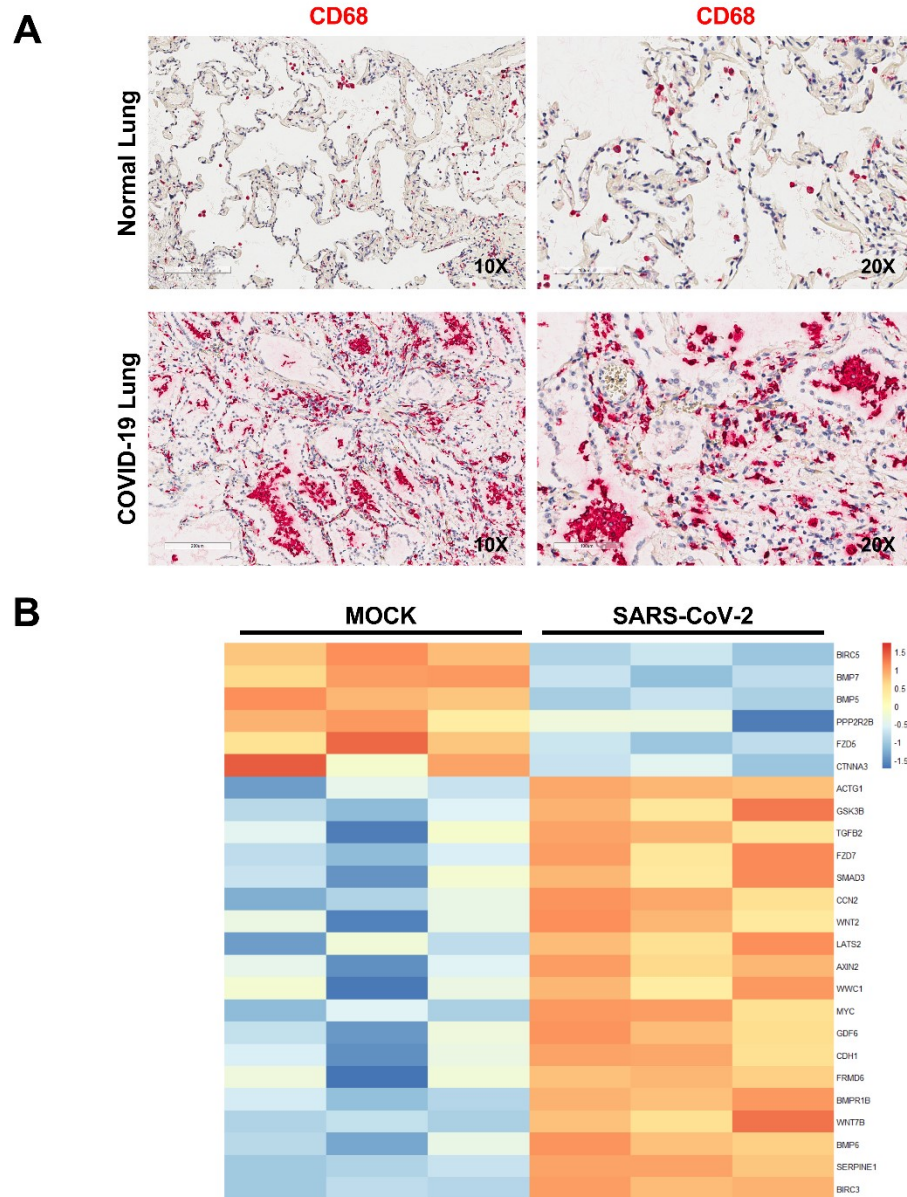 A
CD68
CD68
Normal Lung
10X
20X
COVID-19 Lung
200µm
10X
20X
B
MOCK
SARS-CoV-2
BIRC5
BMP7
BMP5
PPP2R2B
FZD5
CTNNA3
ACTG1
GSK3B
TGFB2
FZD7
SMAD3
CCN2
WNT2
LATS2
AXIN2
WWC1
MYC
GDF6
CDH1
FRMD6
BMPR1B
WNT7B
BMP6
SERPINE1
BIRC3
1.5
1
0.5
0
-0.5
-1
-1.5